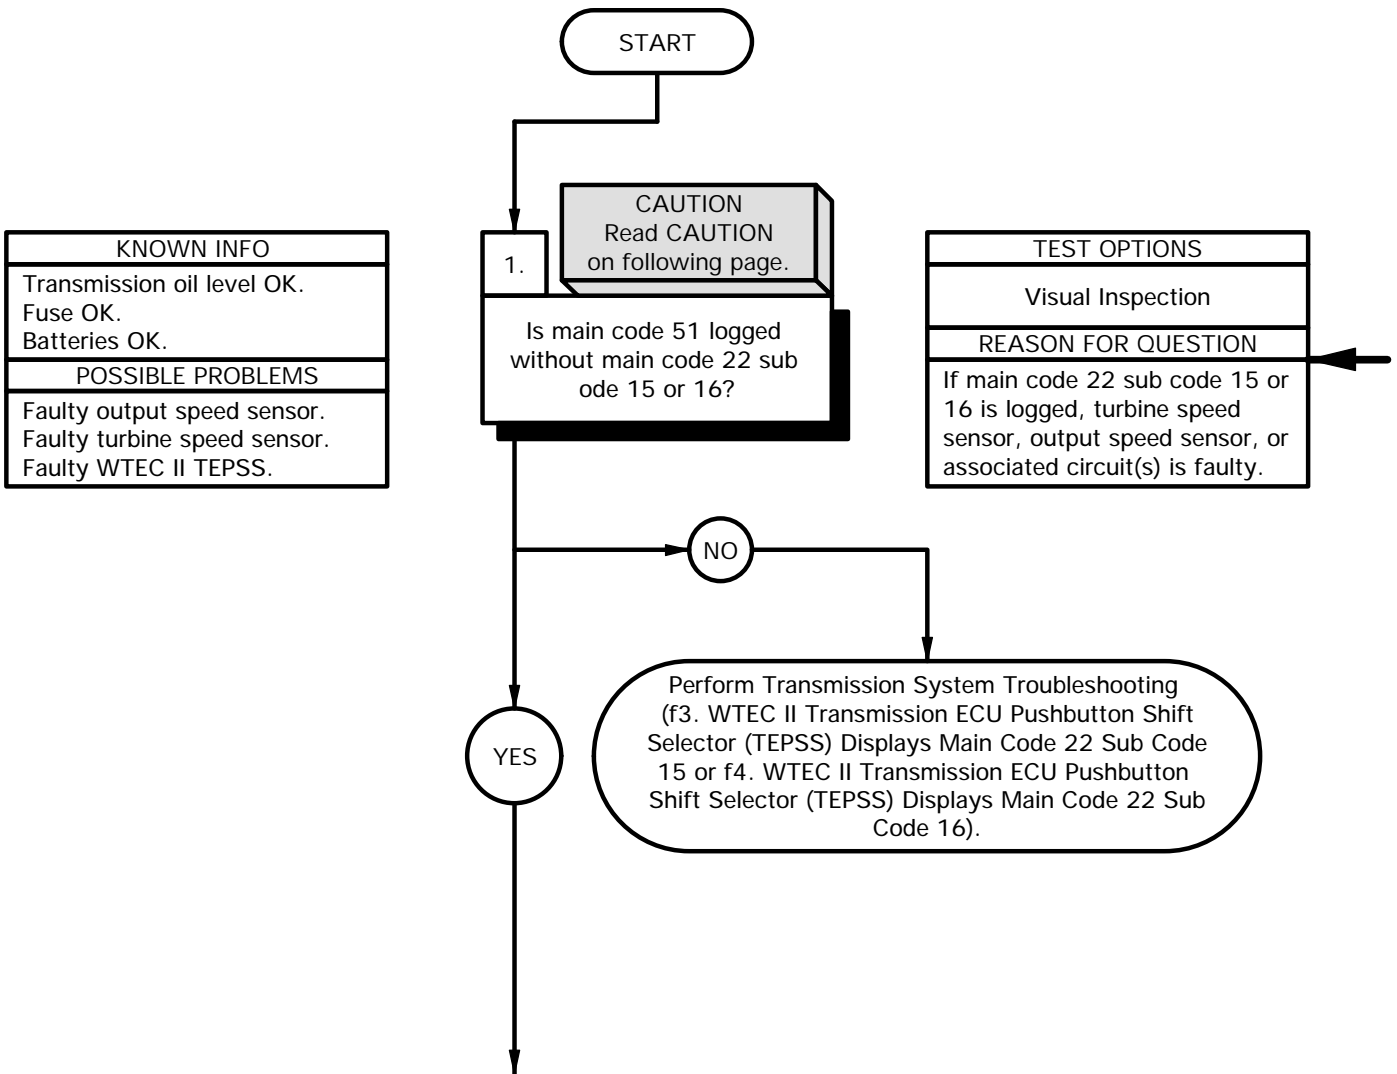 START
KNOWN INFO
Transmission oil level OK.
Fuse OK.
Batteries OK.
POSSIBLE PROBLEMS
Faulty output speed sensor.
Faulty turbine speed sensor.
Faulty WTEC II TEPSS.
1.
CAUTION
Read CAUTION
on following page.
Is main code 51 logged
without main code 22 sub
ode 15 or 16?
TEST OPTIONS
Visual Inspection
REASON FOR QUESTION
If main code 22 sub code 15 or
16 is logged, turbine speed
sensor, output speed sensor, or
associated circuit(s) is faulty.
NO
Perform Transmission System Troubleshooting
(f3. WTEC II Transmission ECU Pushbutton Shift
Selector (TEPSS) Displays Main Code 22 Sub Code
15 or f4. WTEC II Transmission ECU Pushbutton
Shift Selector (TEPSS) Displays Main Code 22 Sub
Code 16).
YES